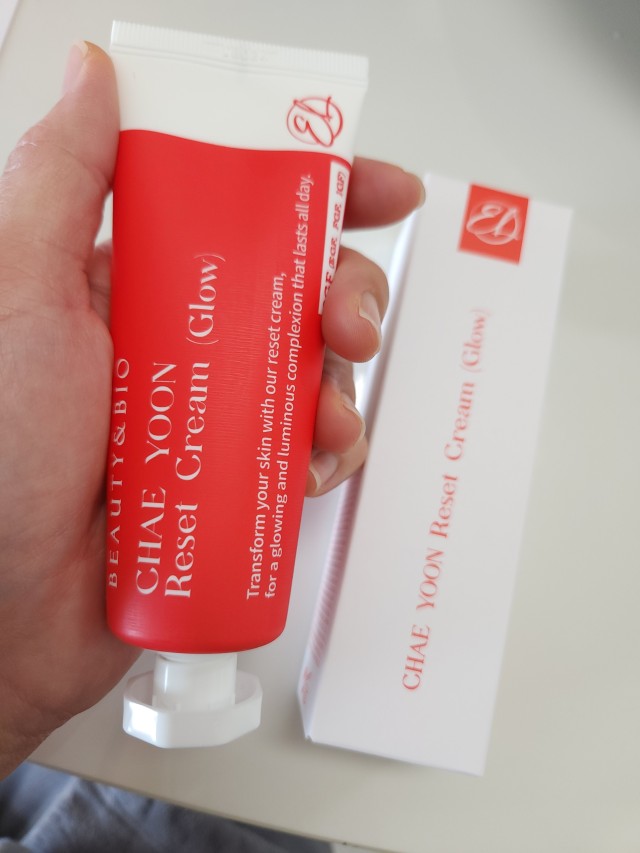 BEAUTY&BIO
CHAE YOON
Reset Cream (Glow)
Transform your skin with our reset cream,
for a glowing and luminous complexion that lasts all day.
CHAE YOON Reset Cream (Glow)